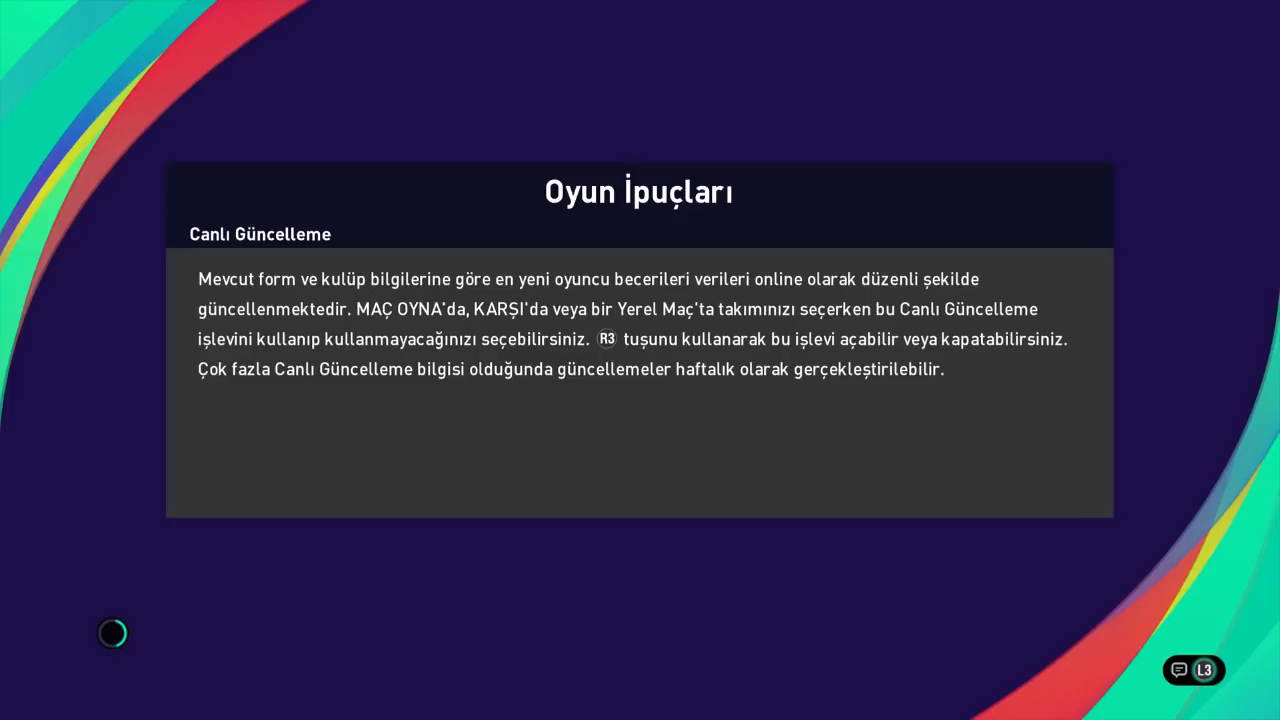 Oyun İpuçları
Canlı Güncelleme
Mevcut form ve kulüp bilgilerine göre en yeni oyuncu becerileri verileri online olarak düzenli şekilde
güncellenmektedir. MAÇ OYNA'da, KARŞI'da veya bir Yerel Maç'ta takımınızı seçerken bu Canlı Güncelleme
işlevini kullanıp kullanmayacağınızı seçebilirsiniz. R3 tuşunu kullanarak bu işlevi açabilir veya kapatabilirsiniz.
Çok fazla Canlı Güncelleme bilgisi olduğunda güncellemeler haftalık olarak gerçekleştirilebilir.
L3